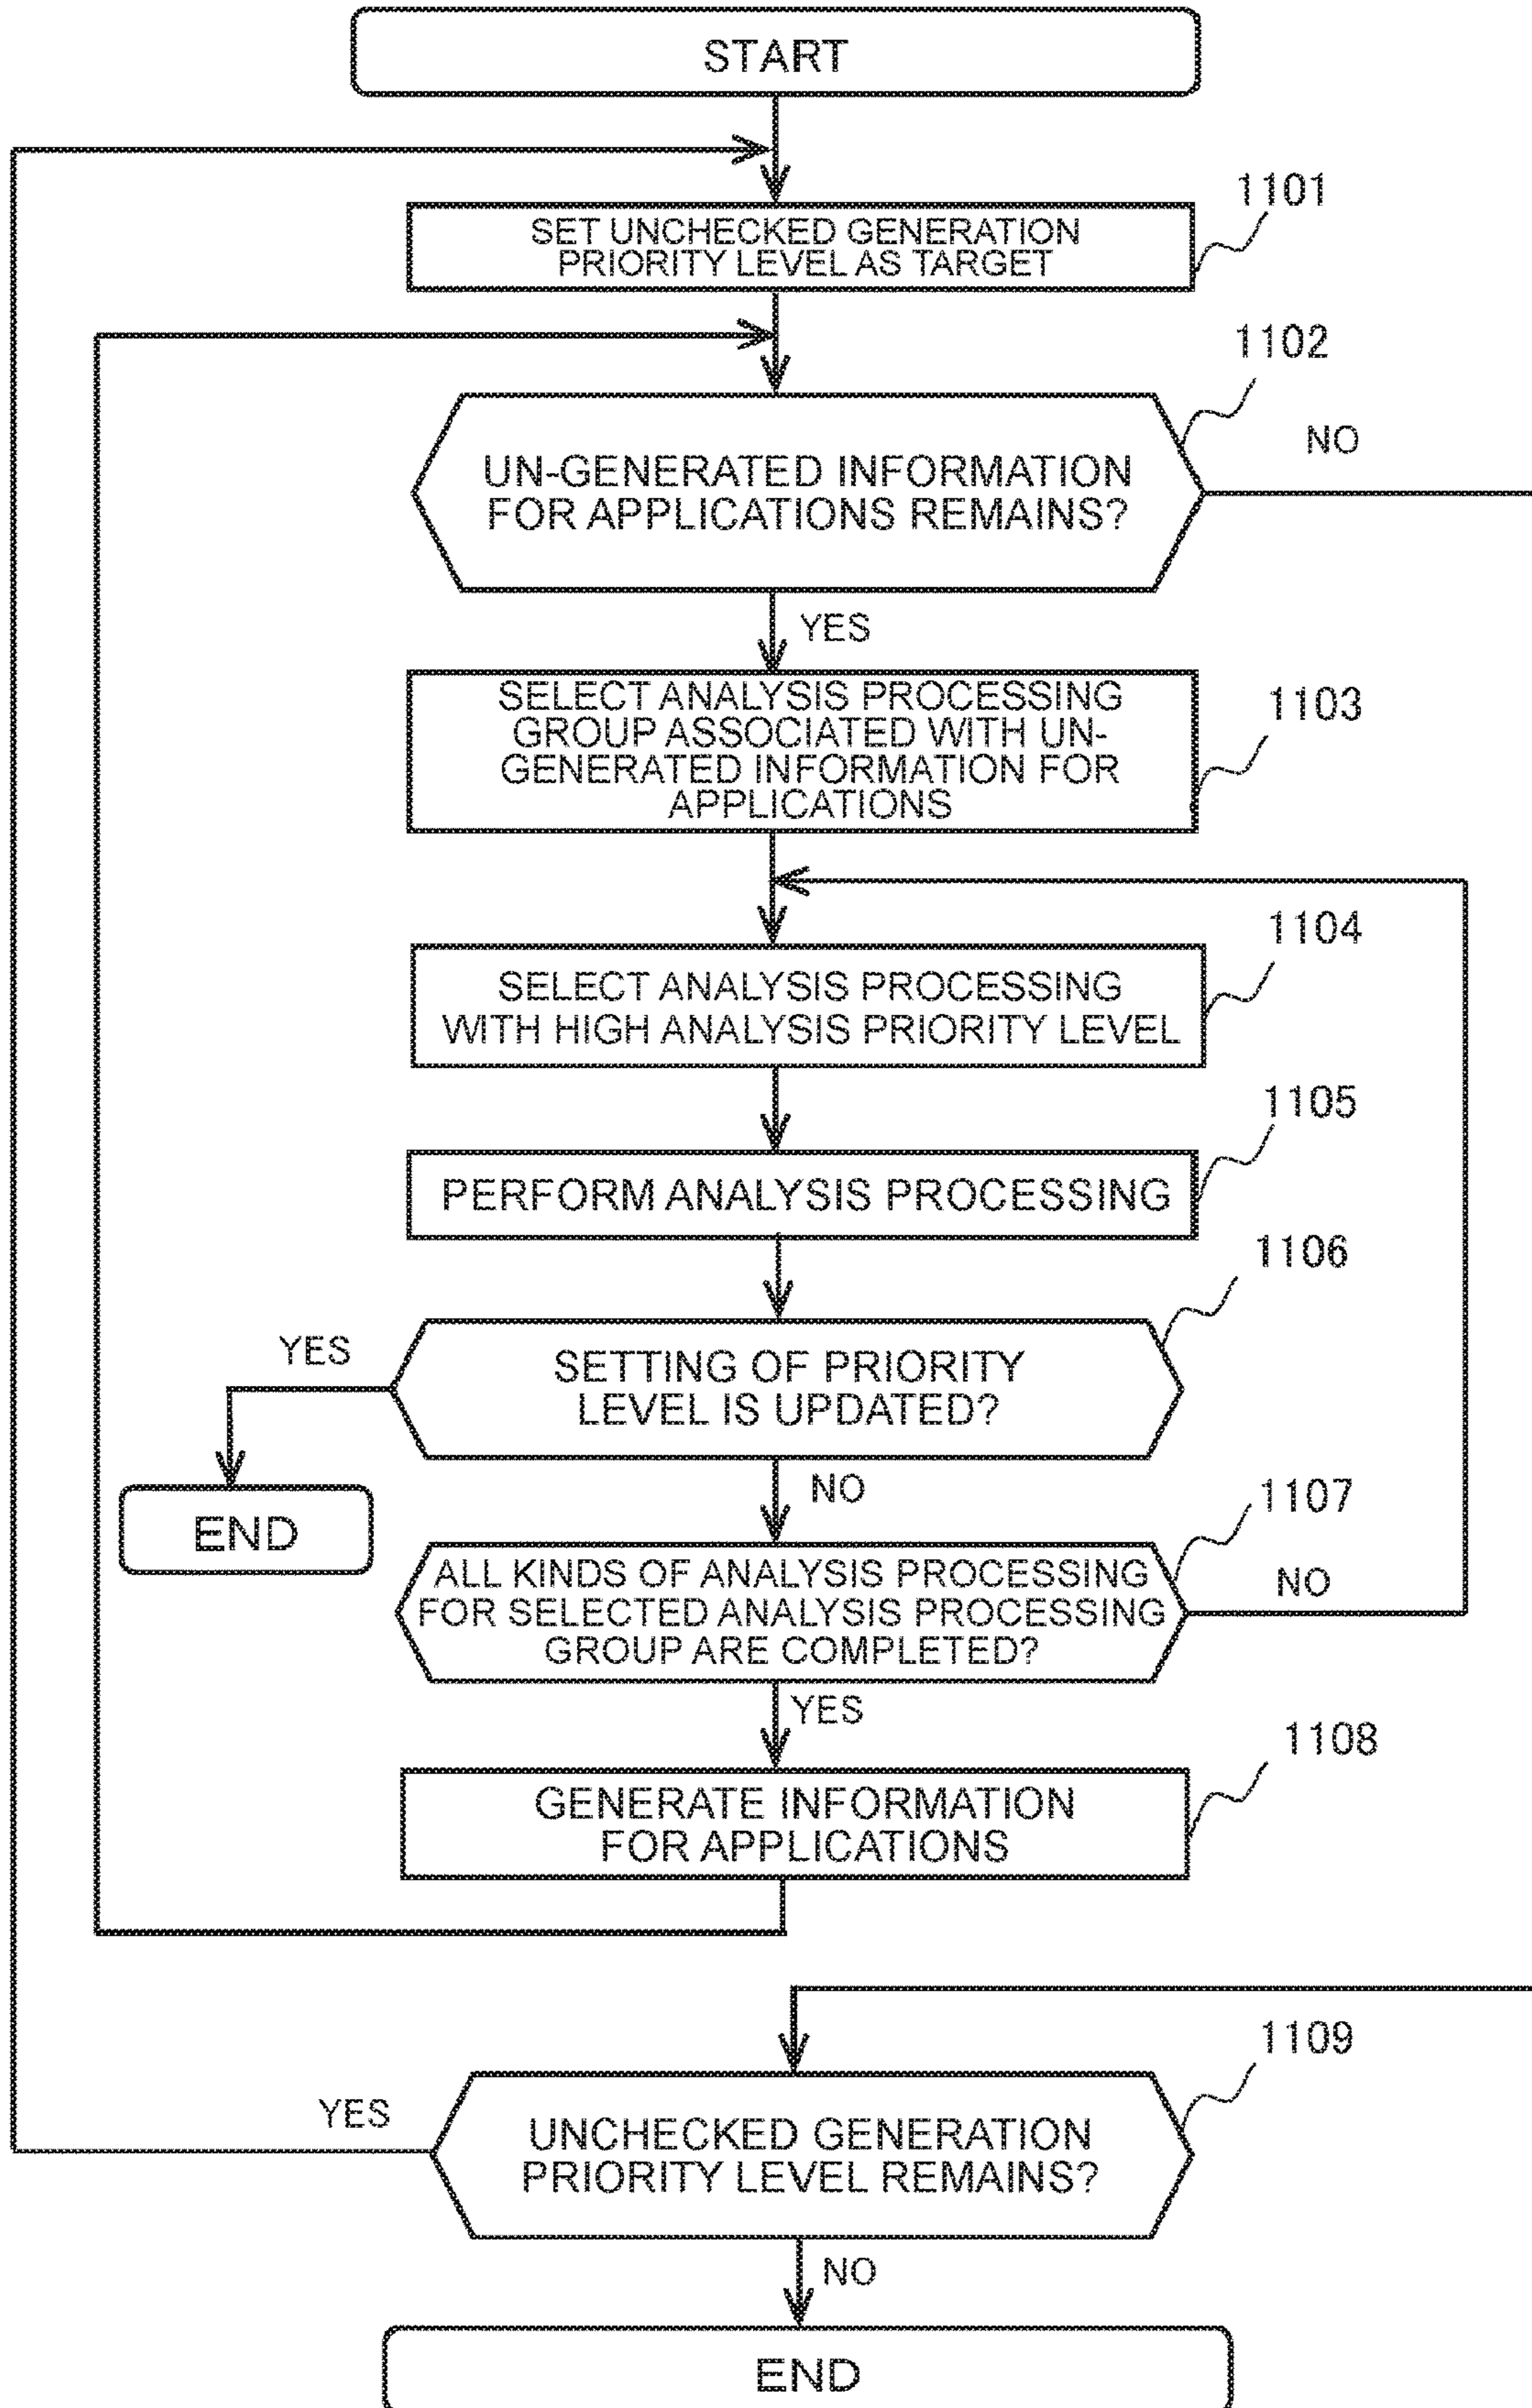 START
1101
SET UNCHECKED GENERATION
PRIORITY LEVEL AS TARGET
1102
NO
UN-GENERATED INFORMATION
FOR APPLICATIONS REMAINS?
YES
SELECT ANALYSIS PROCESSING
GROUP ASSOCIATED WITH UN-
GENERATED INFORMATION FOR
APPLICATIONS
1103
1104
SELECT ANALYSIS PROCESSING
WITH HIGH ANALYSIS PRIORITY LEVEL
1105
PERFORM ANALYSIS PROCESSING
1106
YES
SETTING OF PRIORITY
LEVEL IS UPDATED?
END
NO
1107
ALL KINDS OF ANALYSIS PROCESSING
FOR SELECTED ANALYSIS PROCESSING
GROUP ARE COMPLETED?
NO
YES
1108
GENERATE INFORMATION
FOR APPLICATIONS
1109
YES
UNCHECKED GENERATION
PRIORITY LEVEL REMAINS?
NO
END